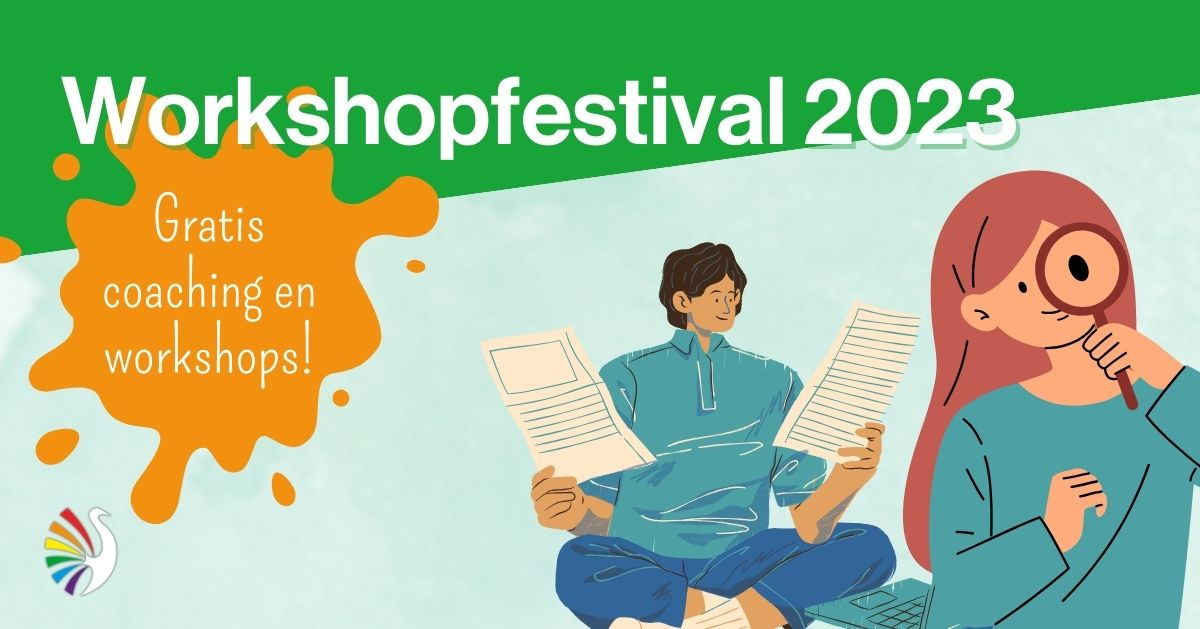 Workshopfestival 2023
Gratis
coaching en
workshops!